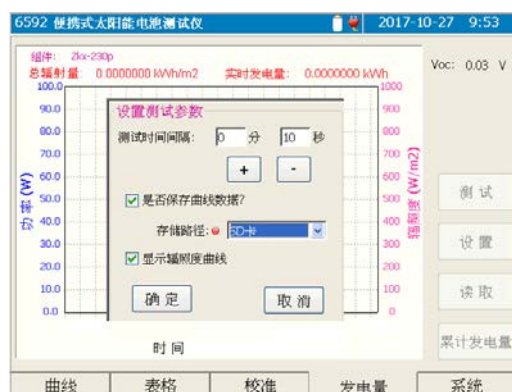 6592 便携式太阳能电池测试仪 2017-10-27 9:53
组件: Zkx-230p
总辐射量: 0.0000000 kWh/m2 实时发电量: 0.0000000 kWh
Voc: 0.03 V
100.0
90.0
80.0
70.0
60.0
50.0
40.0
30.0
20.0
10.0
0.0
功率 (W)
设置测试参数
测试时间间隔: 0 分 10 秒
+ -
是否保存曲线数据?
存储路径: SD-卡
显示辐照度曲线
确定 取消
1000
900
800
700
600
500
400
300
200
100
0
辐照度 (W/m2)
时间
测试
设置
读取
累计发电量
曲线 表格 校准 发电量 系统